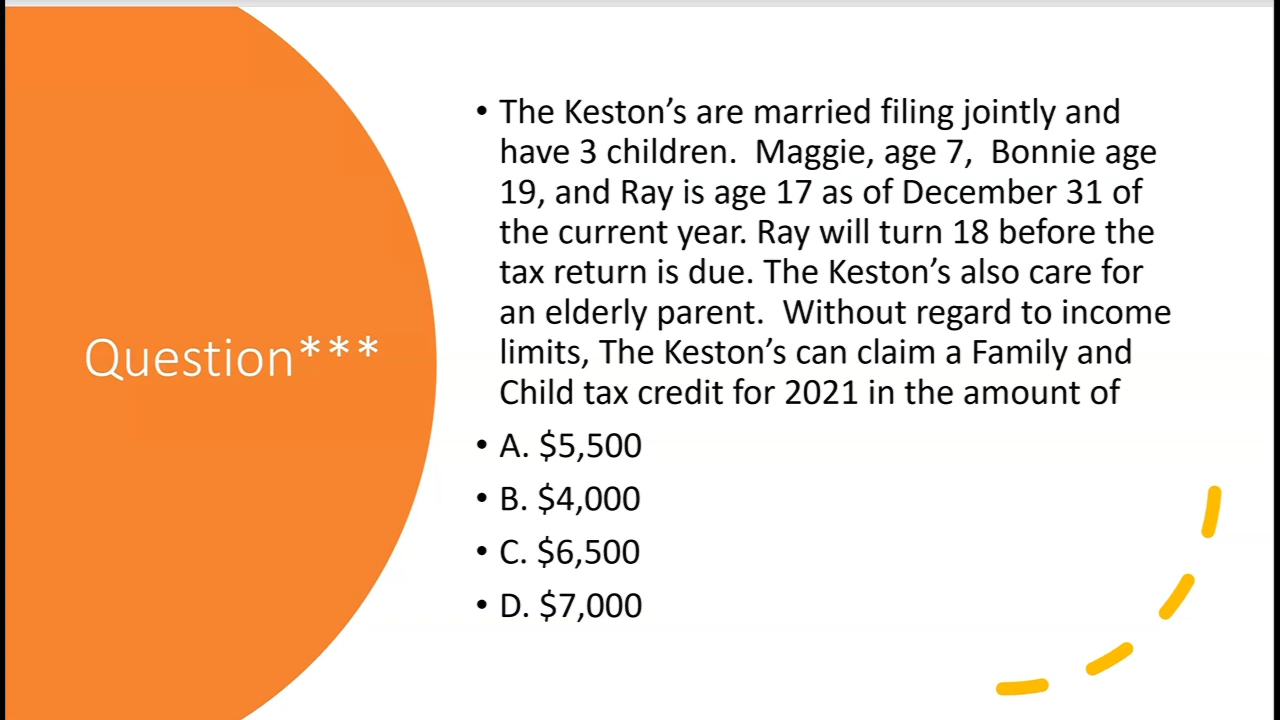 Question***
• The Keston’s are married filing jointly and
have 3 children.  Maggie, age 7,  Bonnie age
19, and Ray is age 17 as of December 31 of
the current year. Ray will turn 18 before the
tax return is due. The Keston’s also care for
an elderly parent.  Without regard to income
limits, The Keston’s can claim a Family and
Child tax credit for 2021 in the amount of
• A. $5,500
• B. $4,000
• C. $6,500
• D. $7,000